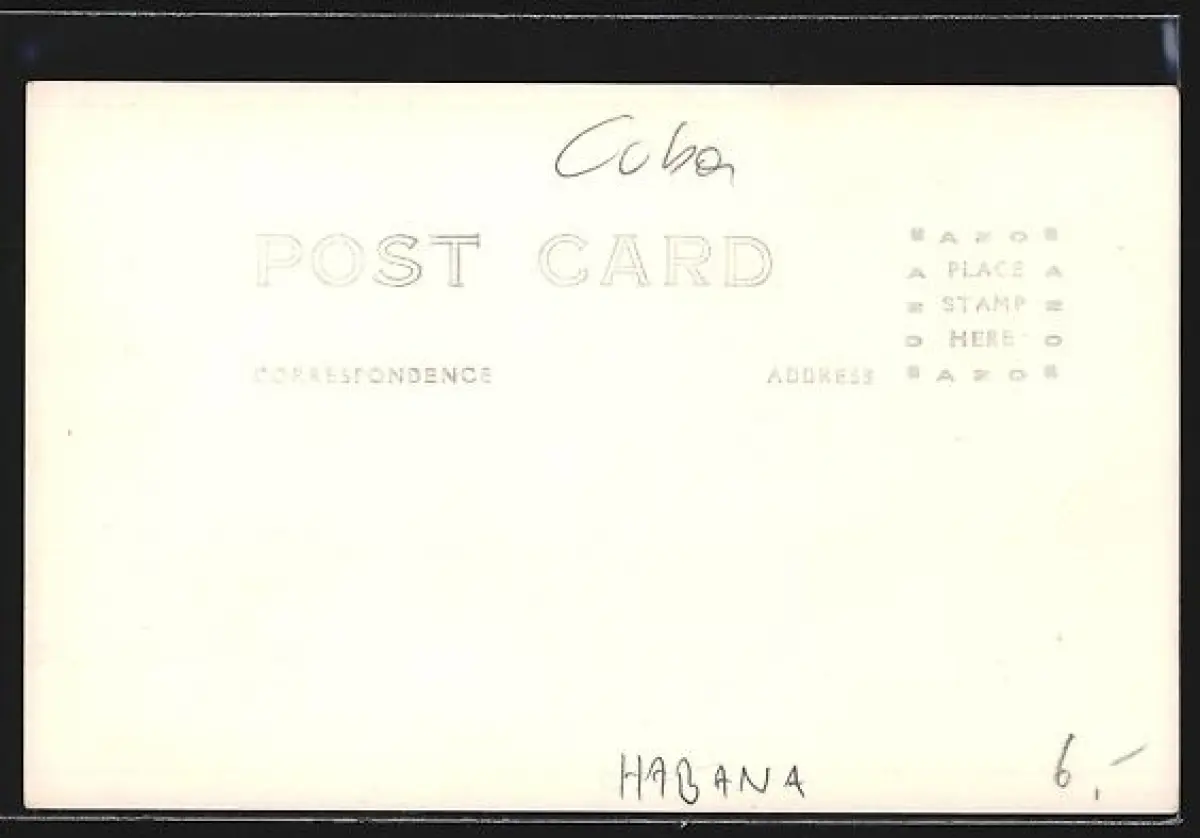 Cuba
POST CARD
AZO
A PLACE A
Z STAMP Z
O HERE O
CORRESPONDENCE ADDRESS AZO
HABANA
6,-